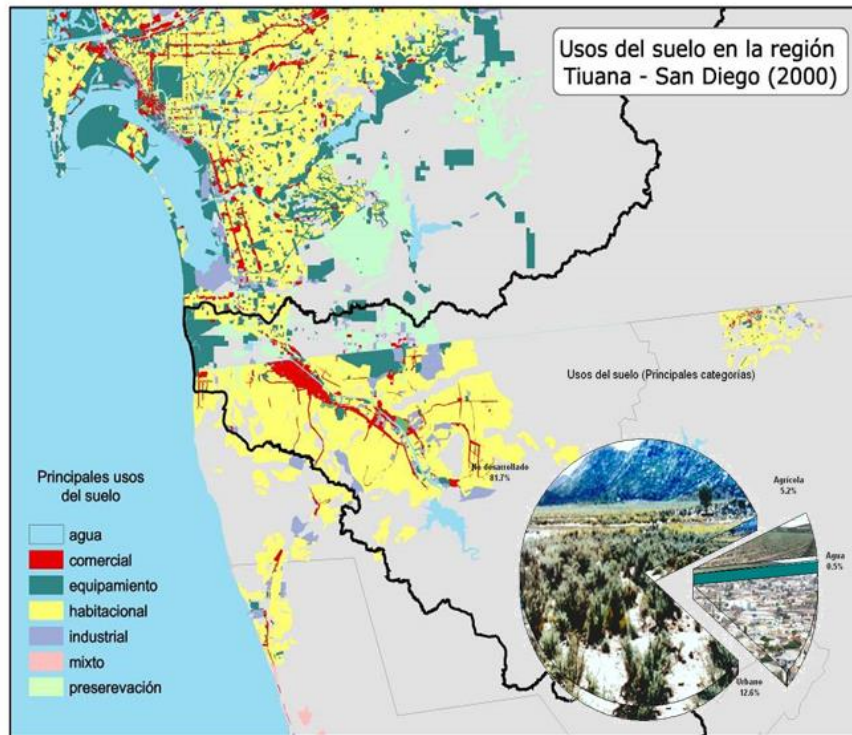 Usos del suelo en la región
Tiuana - San Diego (2000)
Usos del suelo (Principales categorías)
No desarrollado
81.7%
Agrícola
5.2%
Agua
0.5%
Urbano
12.6%
Principales usos
del suelo
agua
comercial
equipamiento
habitacional
industrial
mixto
preserevación